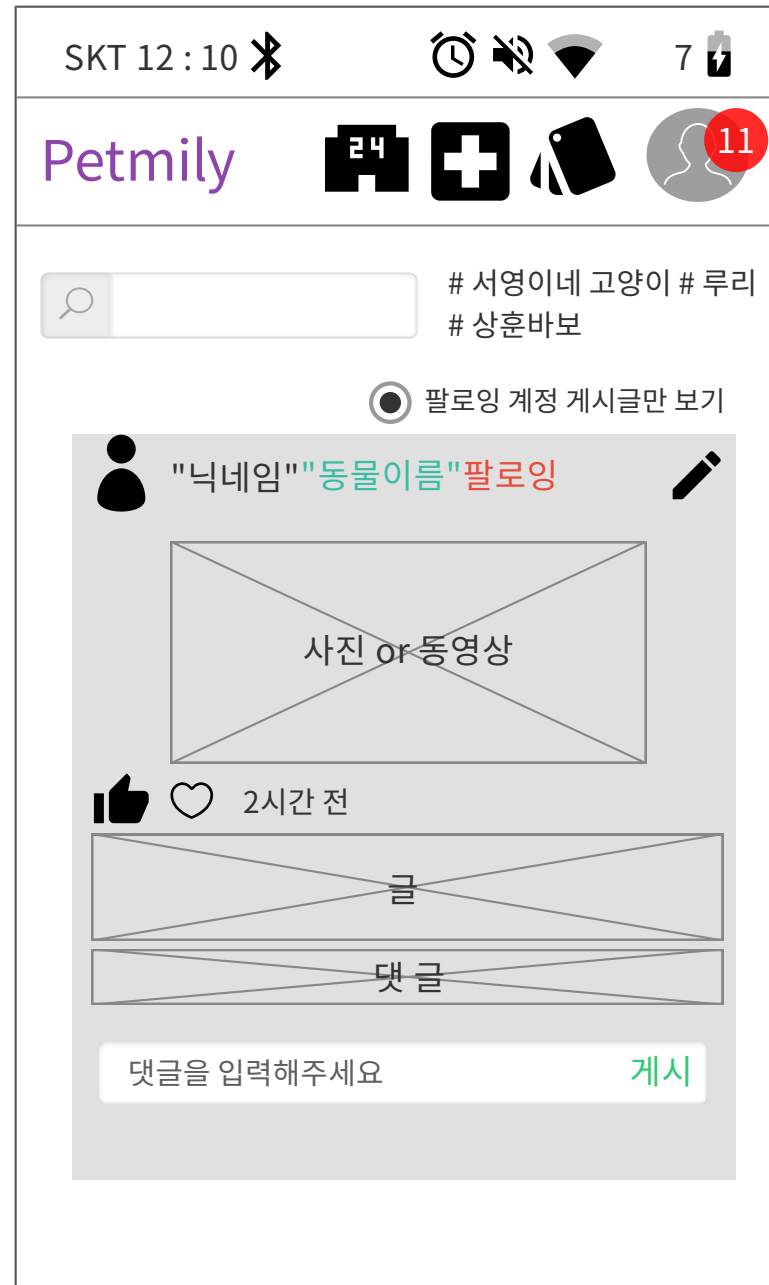 SKT 12 : 10 7
Petmily 24 11
# 서영이네 고양이 # 루리
# 상훈바보
팔로잉 계정 게시글만 보기
"닉네임""동물이름"팔로잉
사진 or 동영상
2시간 전
글
댓 글
댓글을 입력해주세요 게시